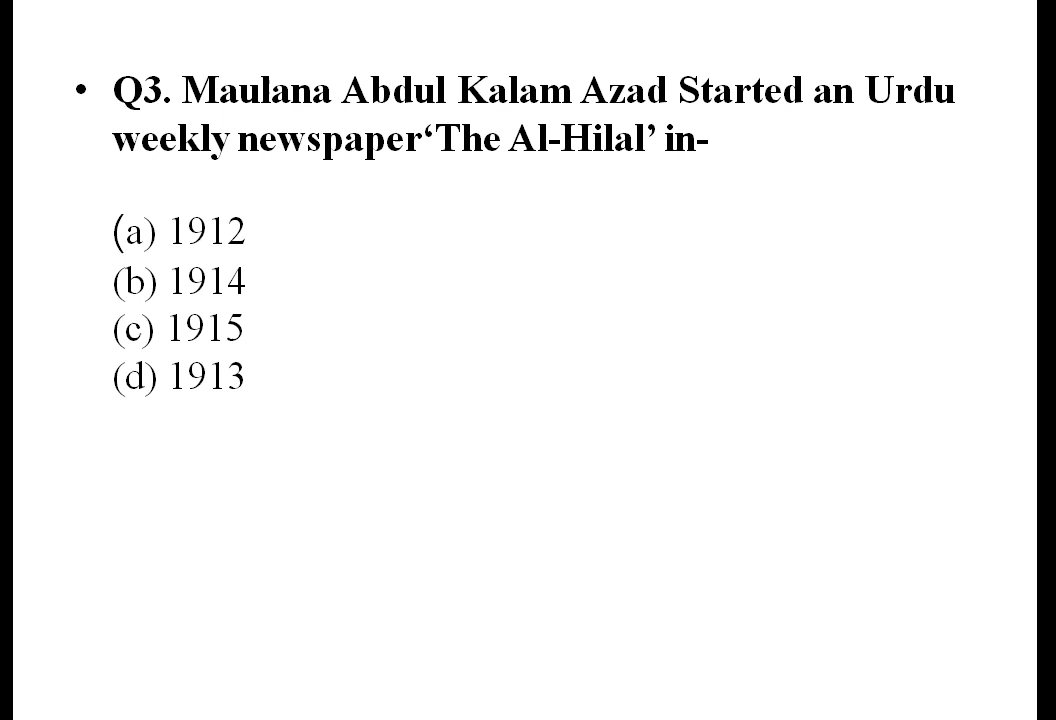 • Q3. Maulana Abdul Kalam Azad Started an Urdu
weekly newspaper‘The Al-Hilal’ in-
(a) 1912
(b) 1914
(c) 1915
(d) 1913